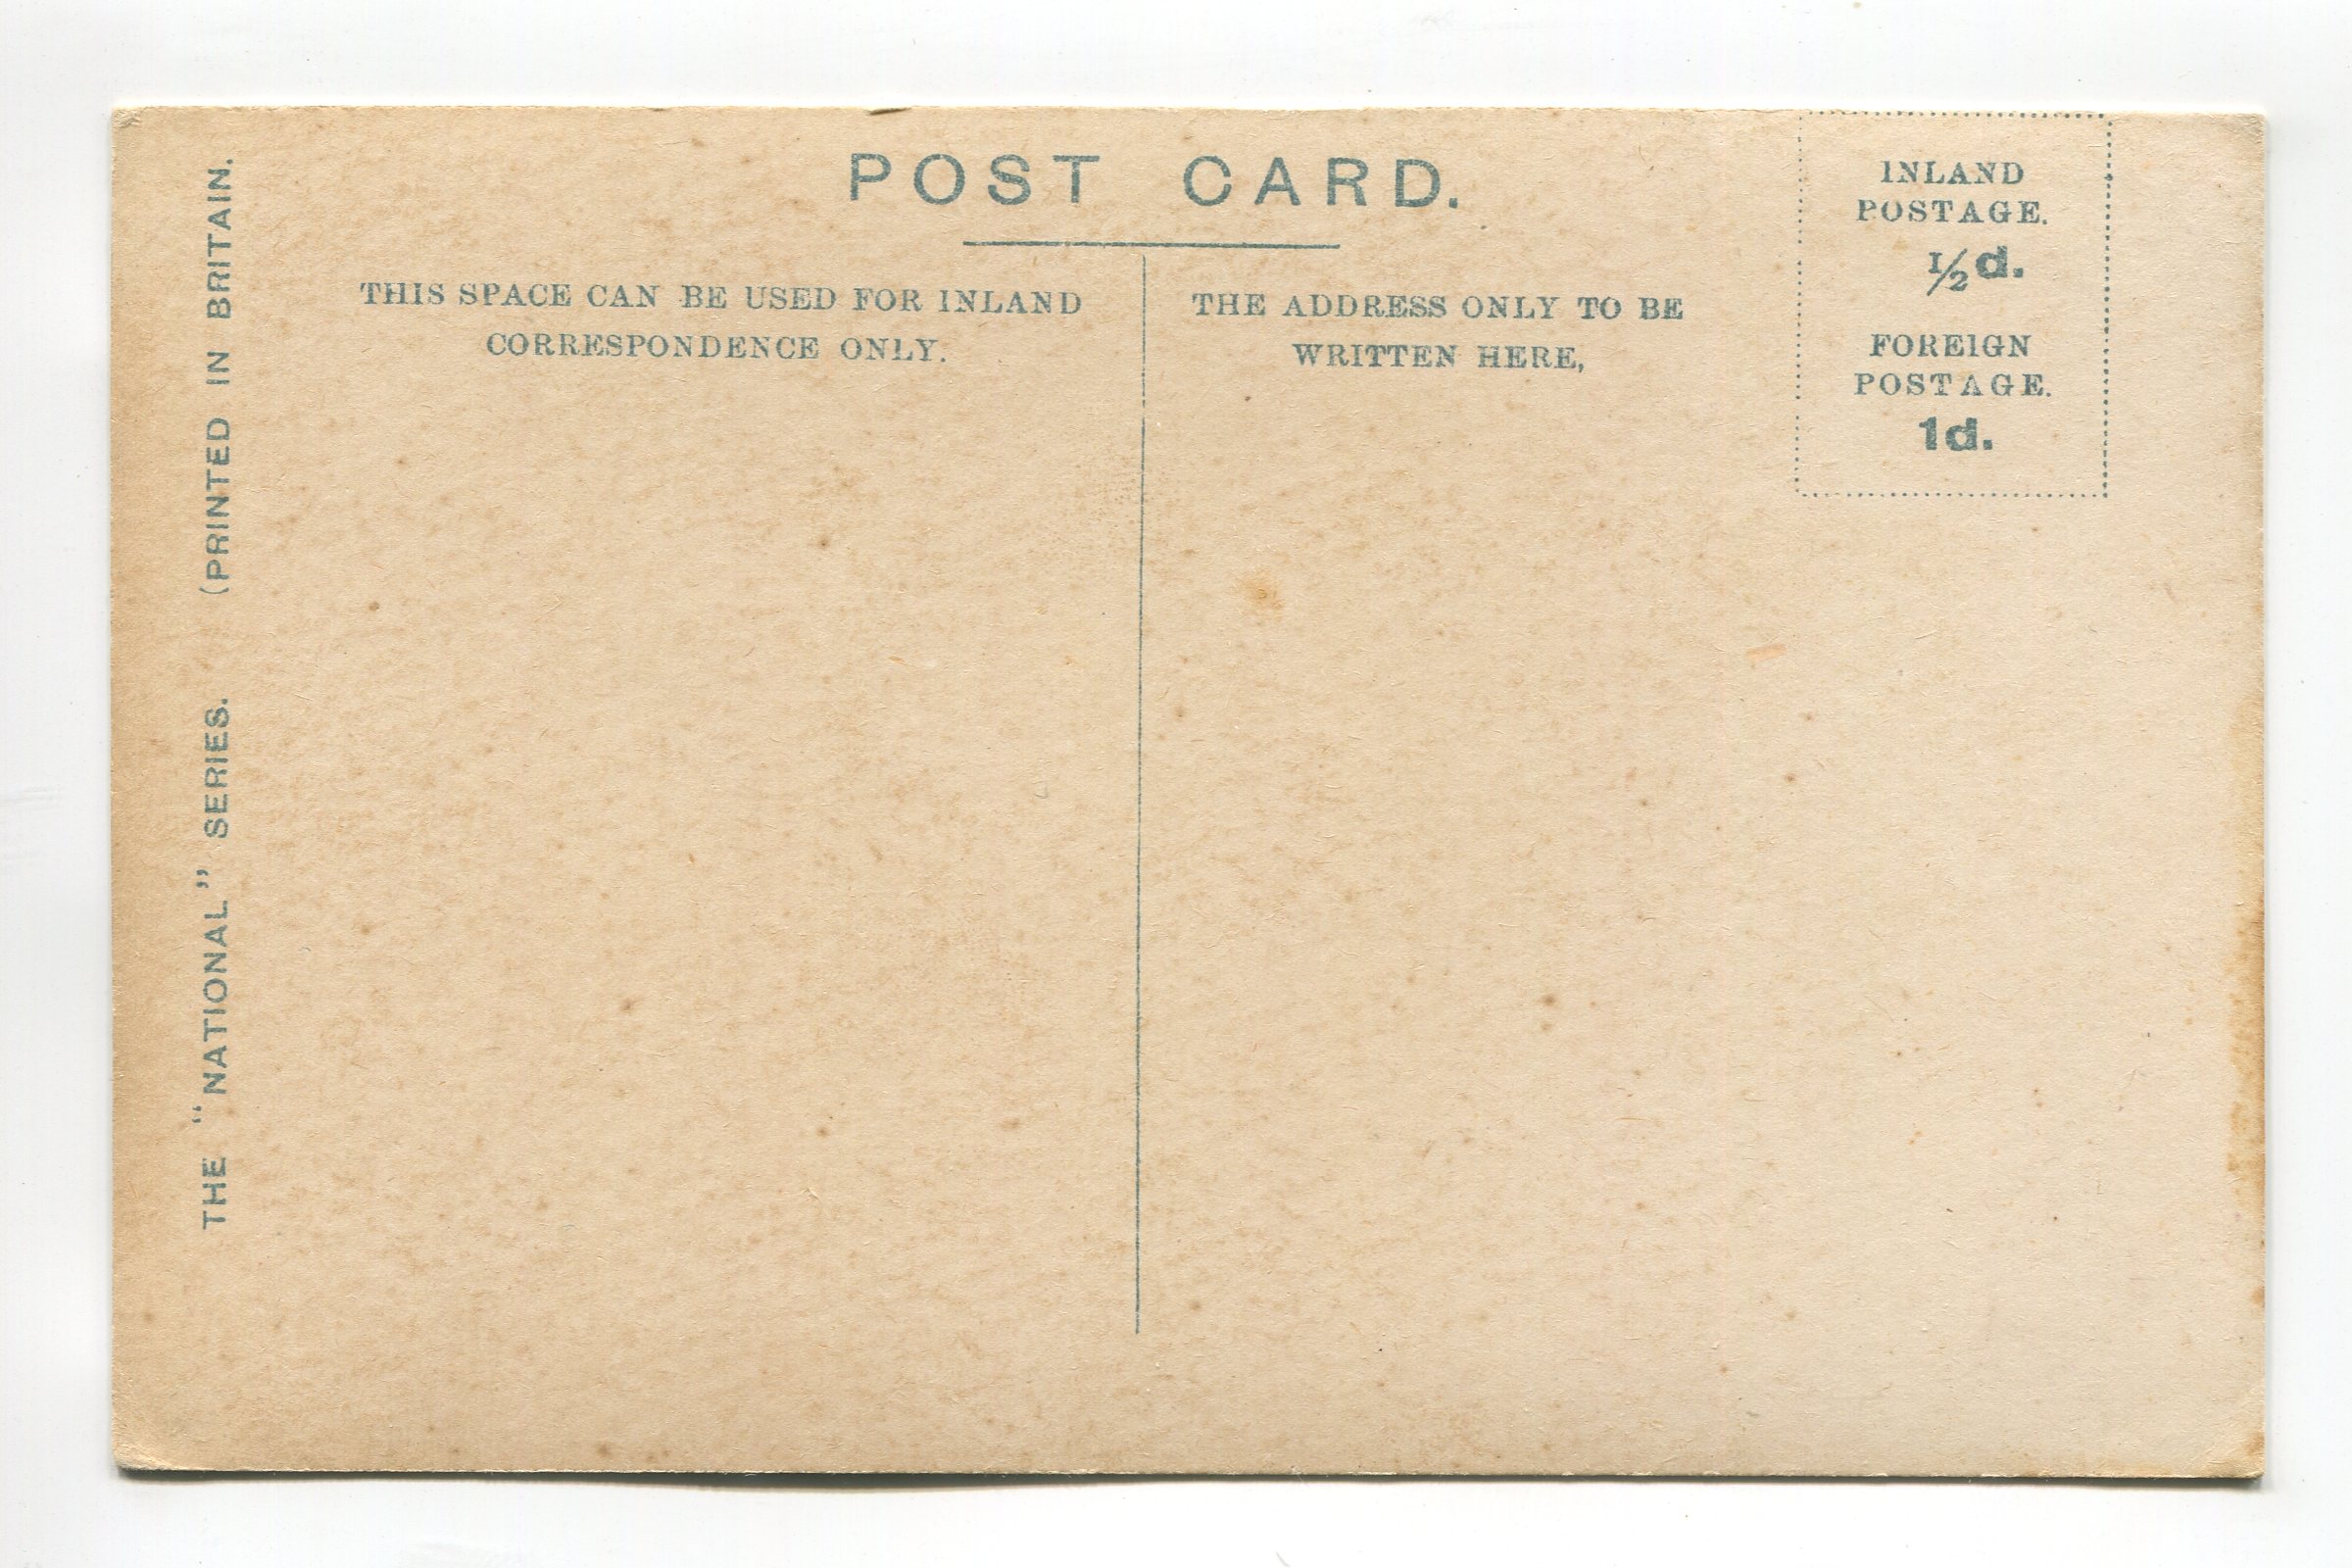 POST CARD.
THIS SPACE CAN BE USED FOR INLAND
CORRESPONDENCE ONLY.
THE ADDRESS ONLY TO BE
WRITTEN HERE,
INLAND
POSTAGE.
½d.
FOREIGN
POSTAGE.
1d.
THE "NATIONAL" SERIES. (PRINTED IN BRITAIN.